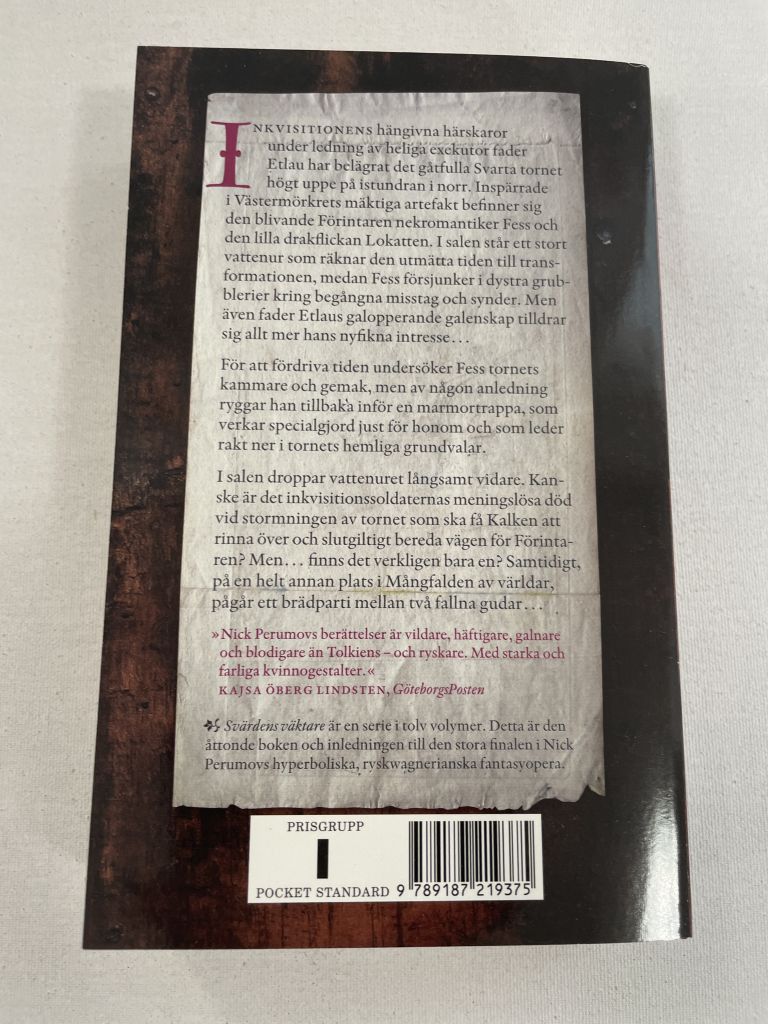 INKVISITIONENS hängivna härskaror
under ledning av heliga exekutor fader
Etlau har belägrat det gåtfulla Svarta tornet
högt uppe på istundran i norr. Inspärrade
i Västermörkrets mäktiga artefakt befinner sig
den blivande Förintaren nekromantiker Fess och
den lilla drakflickan Lokatten. I salen står ett stort
vattenur som räknar den utmätta tiden till trans-
formationen, medan Fess försjunker i dystra grub-
blerier kring begångna misstag och synder. Men
även fader Etlaus galopperande galenskap tilldrar
sig allt mer hans nyfikna intresse...
För att fördriva tiden undersöker Fess tornets
kammare och gemak, men av någon anledning
ryggar han tillbaka inför en marmortrappa, som
verkar specialgjord just för honom och som leder
rakt ner i tornets hemliga grundvalar.
I salen droppar vattenuret långsamt vidare. Kan-
ske är det inkvisitionssoldaternas meningslösa död
vid stormningen av tornet som ska få Kalken att
rinna över och slutgiltigt bereda vägen för Förinta-
ren? Men... finns det verkligen bara en? Samtidigt,
på en helt annan plats i Mångfalden av världar,
pågår ett brädparti mellan två fallna gudar...
»Nick Perumovs berättelser är vildare, häftigare, galnare
och blodigare än Tolkiens – och ryskare. Med starka och
farliga kvinnogestalter.«
KAJSA ÖBERG LINDSTEN, GöteborgsPosten
Svärdens väktare är en serie i tolv volymer. Detta är den
åttonde boken och inledningen till den stora finalen i Nick
Perumovs hyperboliska, ryskwagnerianska fantasyopera.
PRISGRUPP
I
POCKET STANDARD
9 789187 219375